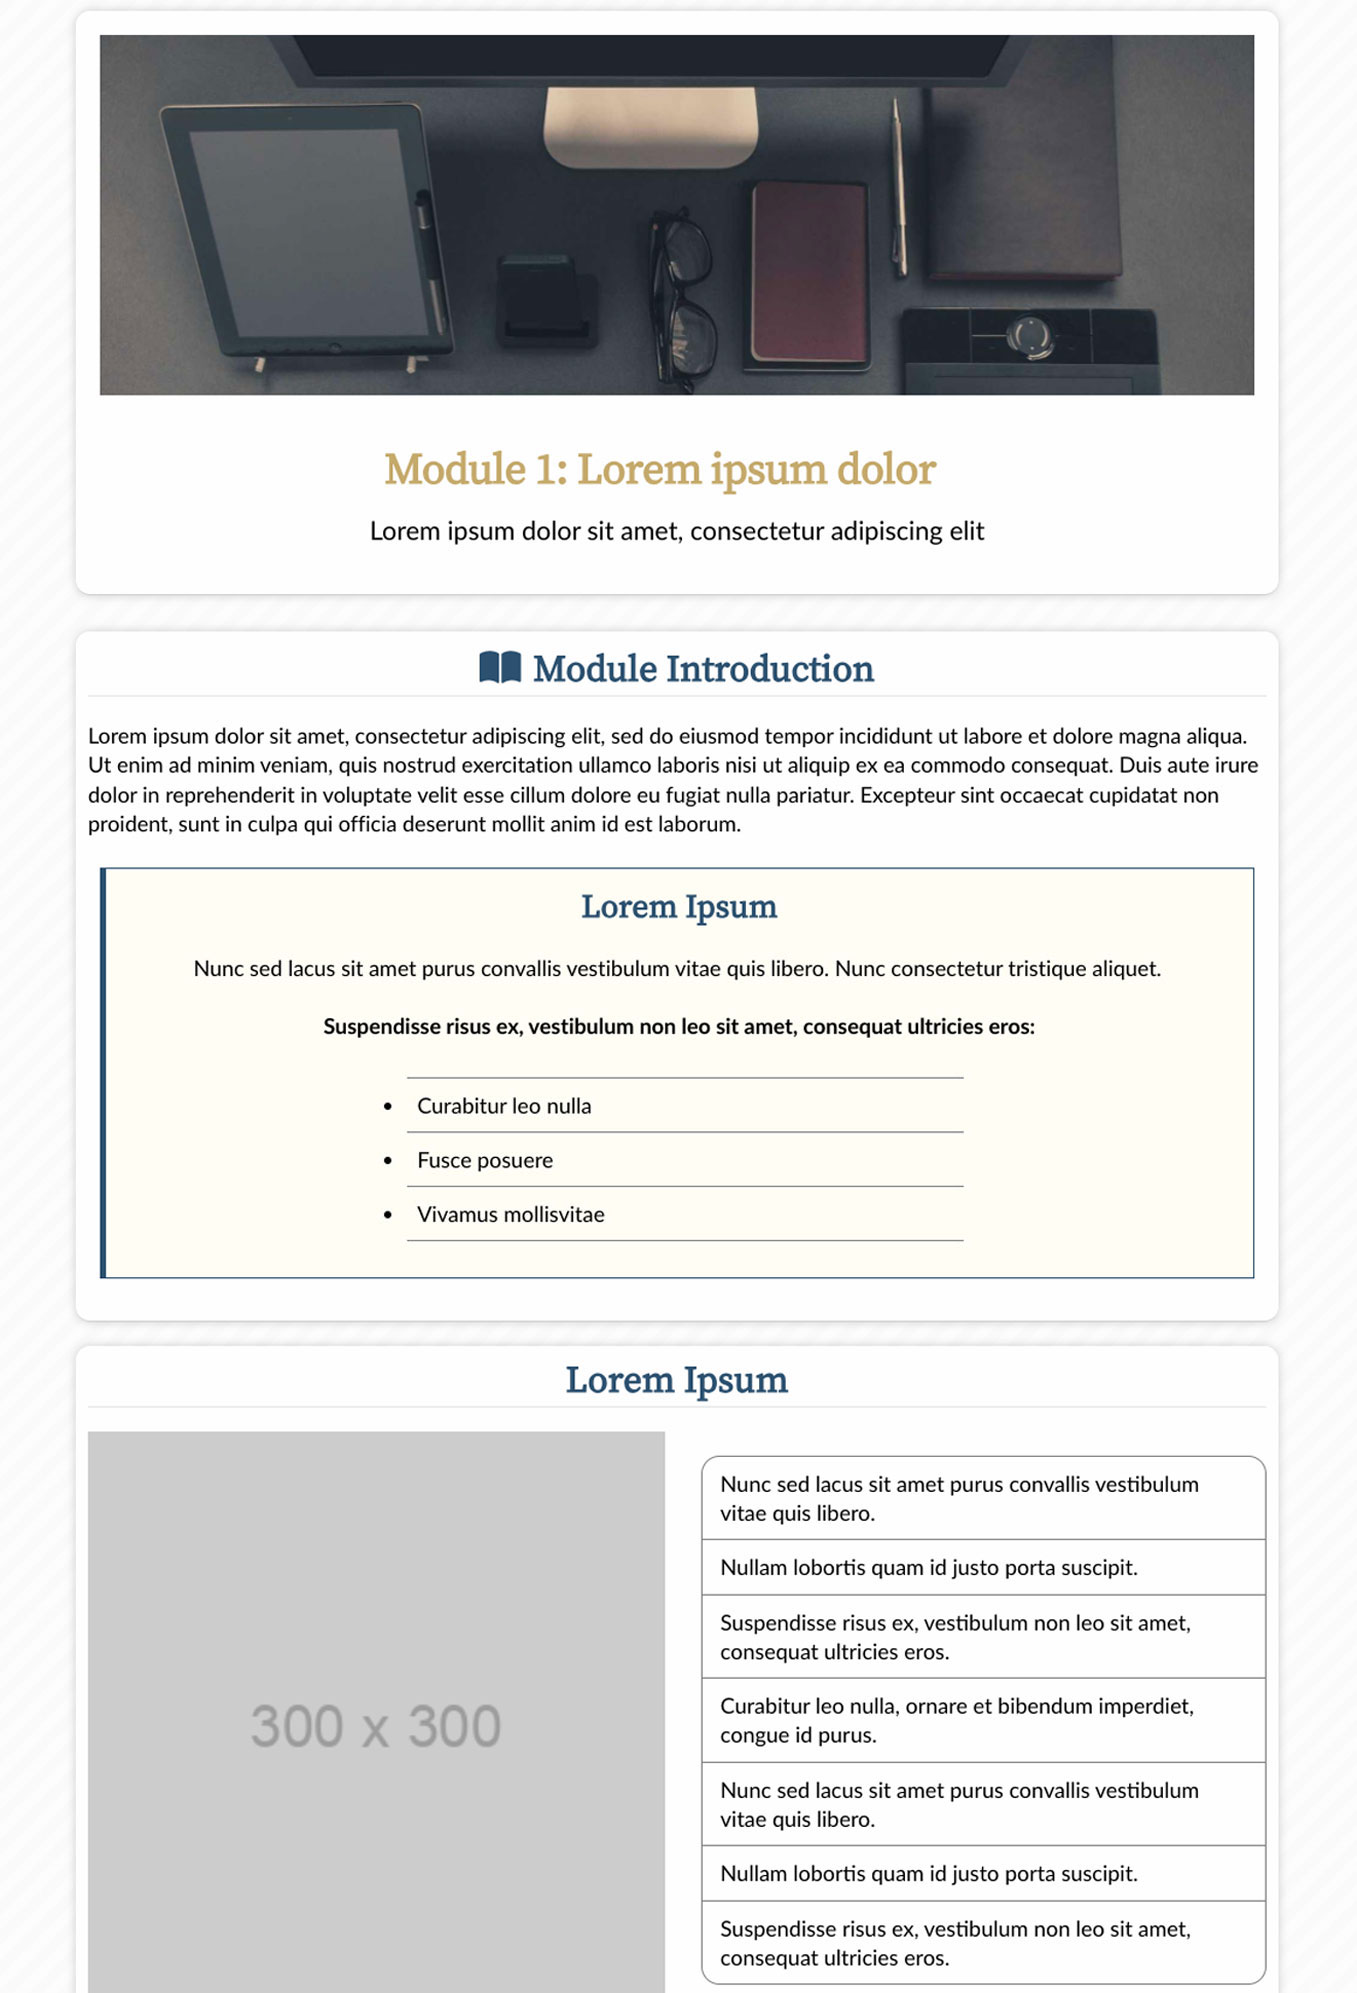 Module 1: Lorem ipsum dolor
Lorem ipsum dolor sit amet, consectetur adipiscing elit
Module Introduction
Lorem ipsum dolor sit amet, consectetur adipiscing elit, sed do eiusmod tempor incididunt ut labore et dolore magna aliqua.
Ut enim ad minim veniam, quis nostrud exercitation ullamco laboris nisi ut aliquip ex ea commodo consequat. Duis aute irure
dolor in reprehenderit in voluptate velit esse cillum dolore eu fugiat nulla pariatur. Excepteur sint occaecat cupidatat non
proident, sunt in culpa qui officia deserunt mollit anim id est laborum.
Lorem Ipsum
Nunc sed lacus sit amet purus convallis vestibulum vitae quis libero. Nunc consectetur tristique aliquet.
Suspendisse risus ex, vestibulum non leo sit amet, consequat ultricies eros:
• Curabitur leo nulla
• Fusce posuere
• Vivamus mollisvitae
Lorem Ipsum
300 x 300
Nunc sed lacus sit amet purus convallis vestibulum
vitae quis libero.
Nullam lobortis quam id justo porta suscipit.
Suspendisse risus ex, vestibulum non leo sit amet,
consequat ultricies eros.
Curabitur leo nulla, ornare et bibendum imperdiet,
congue id purus.
Nunc sed lacus sit amet purus convallis vestibulum
vitae quis libero.
Nullam lobortis quam id justo porta suscipit.
Suspendisse risus ex, vestibulum non leo sit amet,
consequat ultricies eros.